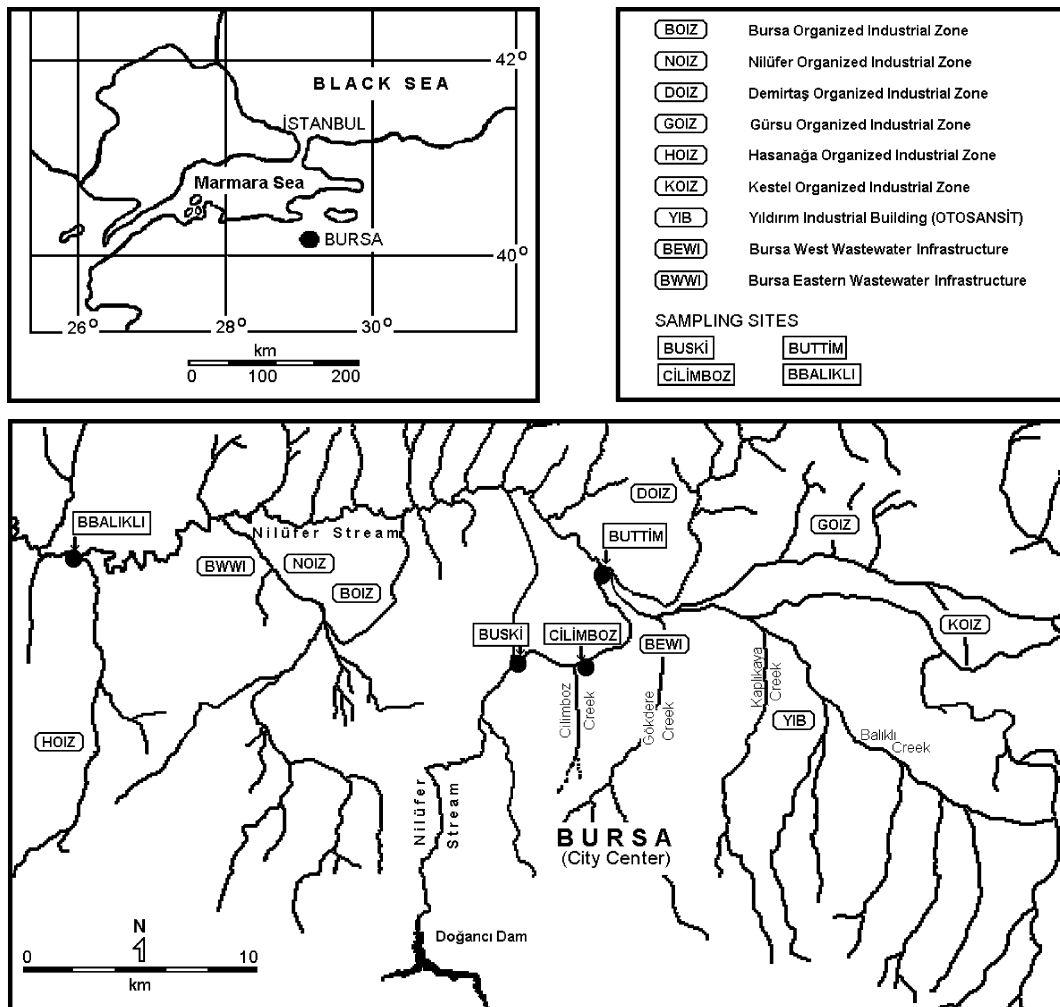 42°
BLACK SEA
İSTANBUL
Marmara Sea
BURSA
40°
26° 28° 30°
km
0 100 200
BOIZ Bursa Organized Industrial Zone
NOIZ Nilüfer Organized Industrial Zone
DOIZ Demirtaş Organized Industrial Zone
GOIZ Gürsu Organized Industrial Zone
HOIZ Hasanağa Organized Industrial Zone
KOIZ Kestel Organized Industrial Zone
YIB Yıldırım Industrial Building (OTOSANSİT)
BEWI Bursa West Wastewater Infrastructure
BWWI Bursa Eastern Wastewater Infrastructure
SAMPLING SITES
BUSKİ BUTTİM
CİLİMBOZ BBALIKLI
DOIZ
BBALIKLI
Nilüfer Stream
GOIZ
BUTTİM
BWWI
NOIZ
BOIZ
KOIZ
BUSKİ
CİLİMBOZ
BEWI
Cilimboz
Creek
Gökdere
Creek
Kaplıkaya
Creek
YIB
HOIZ
Balıklı
Creek
Nilüfer
Stream
BURSA
(City Center)
Doğancı Dam
N
0 10
km